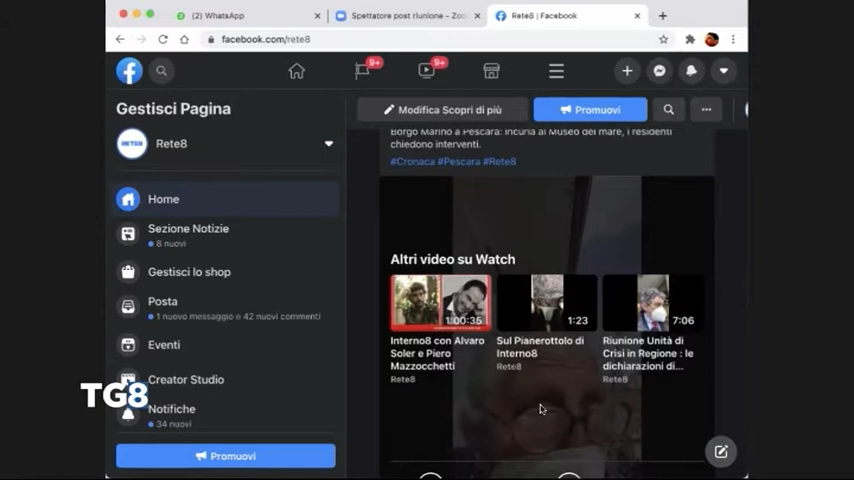 (2) WhatsApp
Spettatore post riunione – Zoo
Rete8 | Facebook
facebook.com/rete8
9+
9+
Gestisci Pagina
Modifica Scopri di più
Promuovi
RETE8
Rete8
Borgo Marino a Pescara: incuria al Museo del mare, i residenti
chiedono interventi.
#Cronaca #Pescara #Rete8
Home
Sezione Notizie
8 nuovi
Gestisci lo shop
Posta
1 nuovo messaggio e 42 nuovi commenti
Eventi
Creator Studio
Notifiche
34 nuovi
Promuovi
Altri video su Watch
1:00:35
1:23
7:06
Interno8 con Alvaro
Soler e Piero
Mazzocchetti
Rete8
Sul Pianerottolo di
Interno8
Rete8
Riunione Unità di
Crisi in Regione : le
dichiarazioni di...
Rete8
TG8